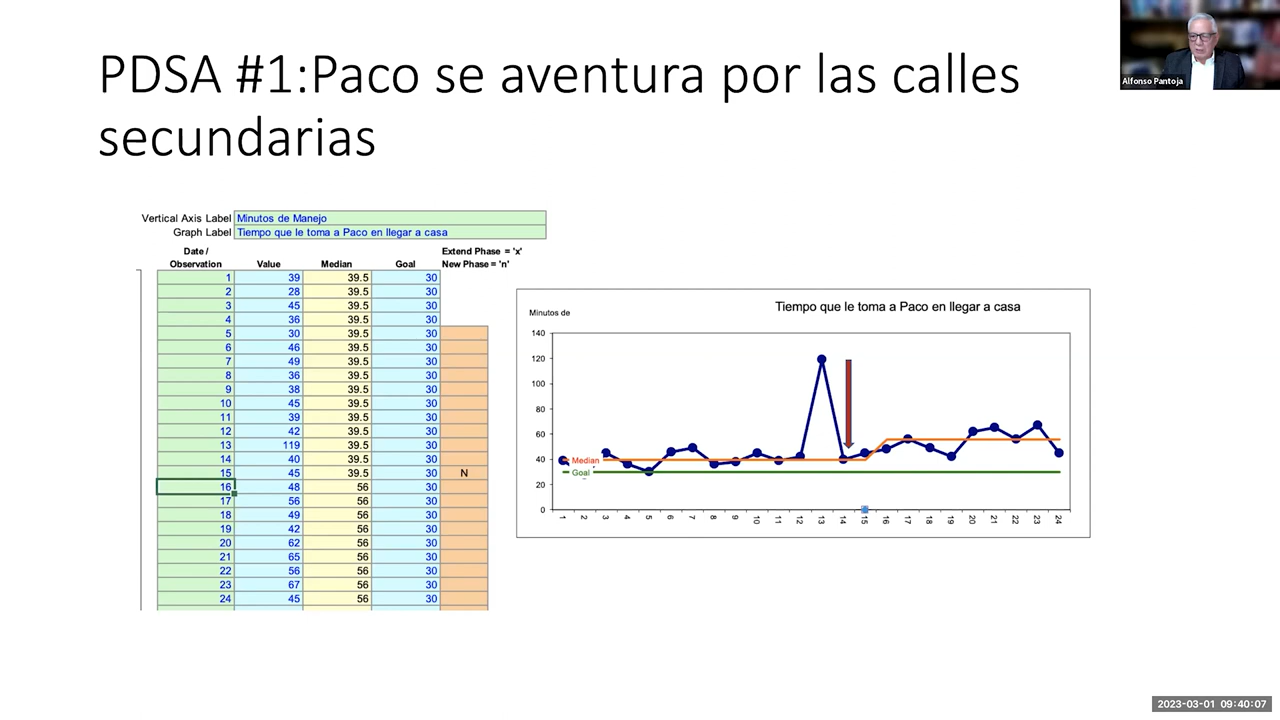 PDSA #1:Paco se aventura por las calles
secundarias
Alfonso Pantoja
Vertical Axis Label Minutos de Manejo
Graph Label Tiempo que le toma a Paco en llegar a casa
Date / Extend Phase = 'x'
Observation Value Median Goal New Phase = 'n'
1 39 39.5 30
2 28 39.5 30
3 45 39.5 30
4 36 39.5 30
5 30 39.5 30
6 46 39.5 30
7 49 39.5 30
8 36 39.5 30
9 38 39.5 30
10 45 39.5 30
11 39 39.5 30
12 42 39.5 30
13 119 39.5 30
14 40 39.5 30
15 45 39.5 30 N
16 48 56 30
17 56 56 30
18 49 56 30
19 42 56 30
20 62 56 30
21 65 56 30
22 56 56 30
23 67 56 30
24 45 56 30
Tiempo que le toma a Paco en llegar a casa
Minutos de
140
120
100
80
60
40
20
0
Median
Goal
1 2 3 4 5 6 7 8 9 10 11 12 13 14 15 16 17 18 19 20 21 22 23 24
2023-03-01 09:40:07